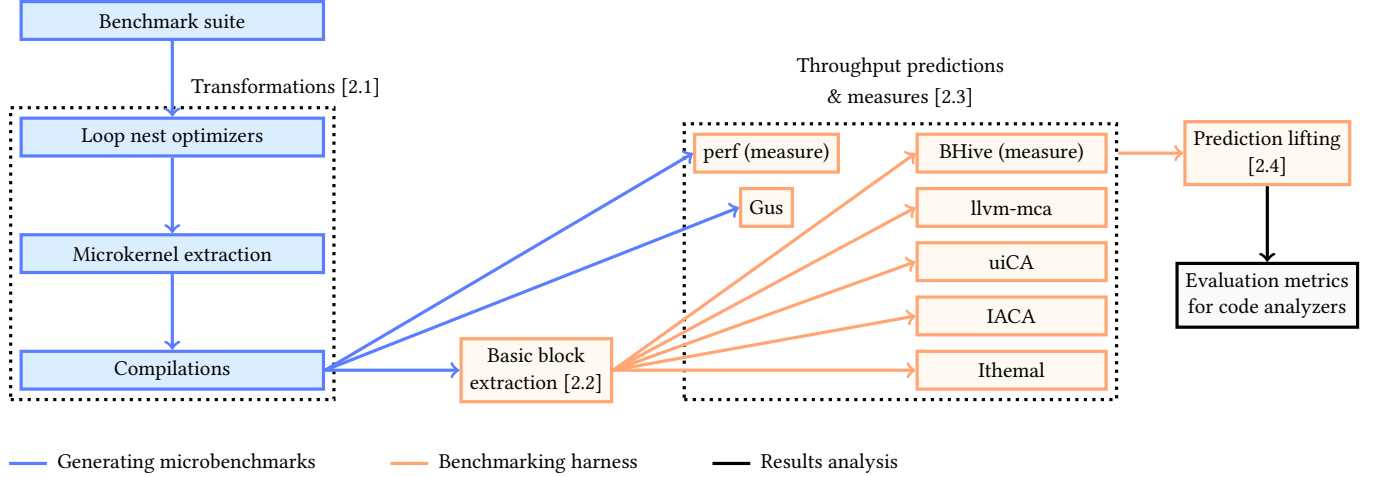 Benchmark suite
Transformations [2.1]
Loop nest optimizers
Microkernel extraction
Compilations
Basic block
extraction [2.2]
Throughput predictions
& measures [2.3]
perf (measure)
Gus
BHive (measure)
llvm-mca
uiCA
IACA
Ithemal
Prediction lifting
[2.4]
Evaluation metrics
for code analyzers
Generating microbenchmarks
Benchmarking harness
Results analysis